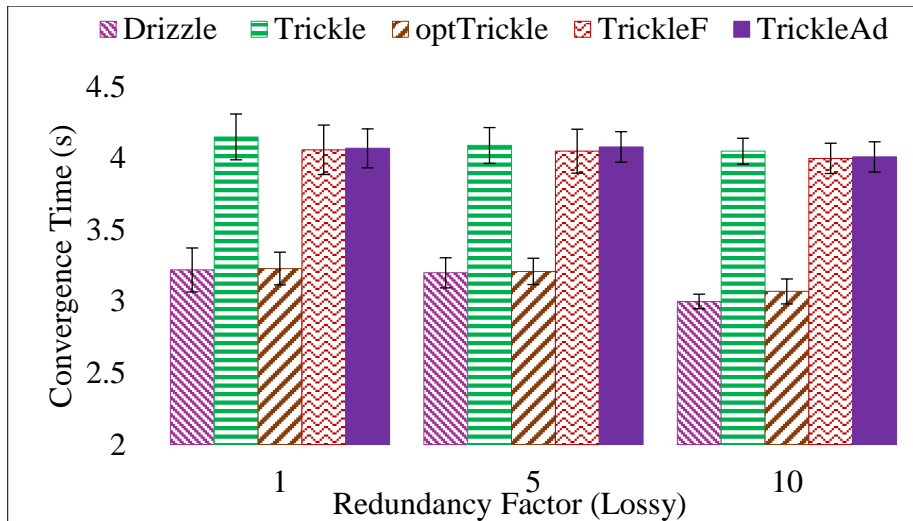 Drizzle Trickle optTrickle TrickleF TrickleAd
Convergence Time (s)
4.5
4
3.5
3
2.5
2
1 5 10
Redundancy Factor (Lossy)